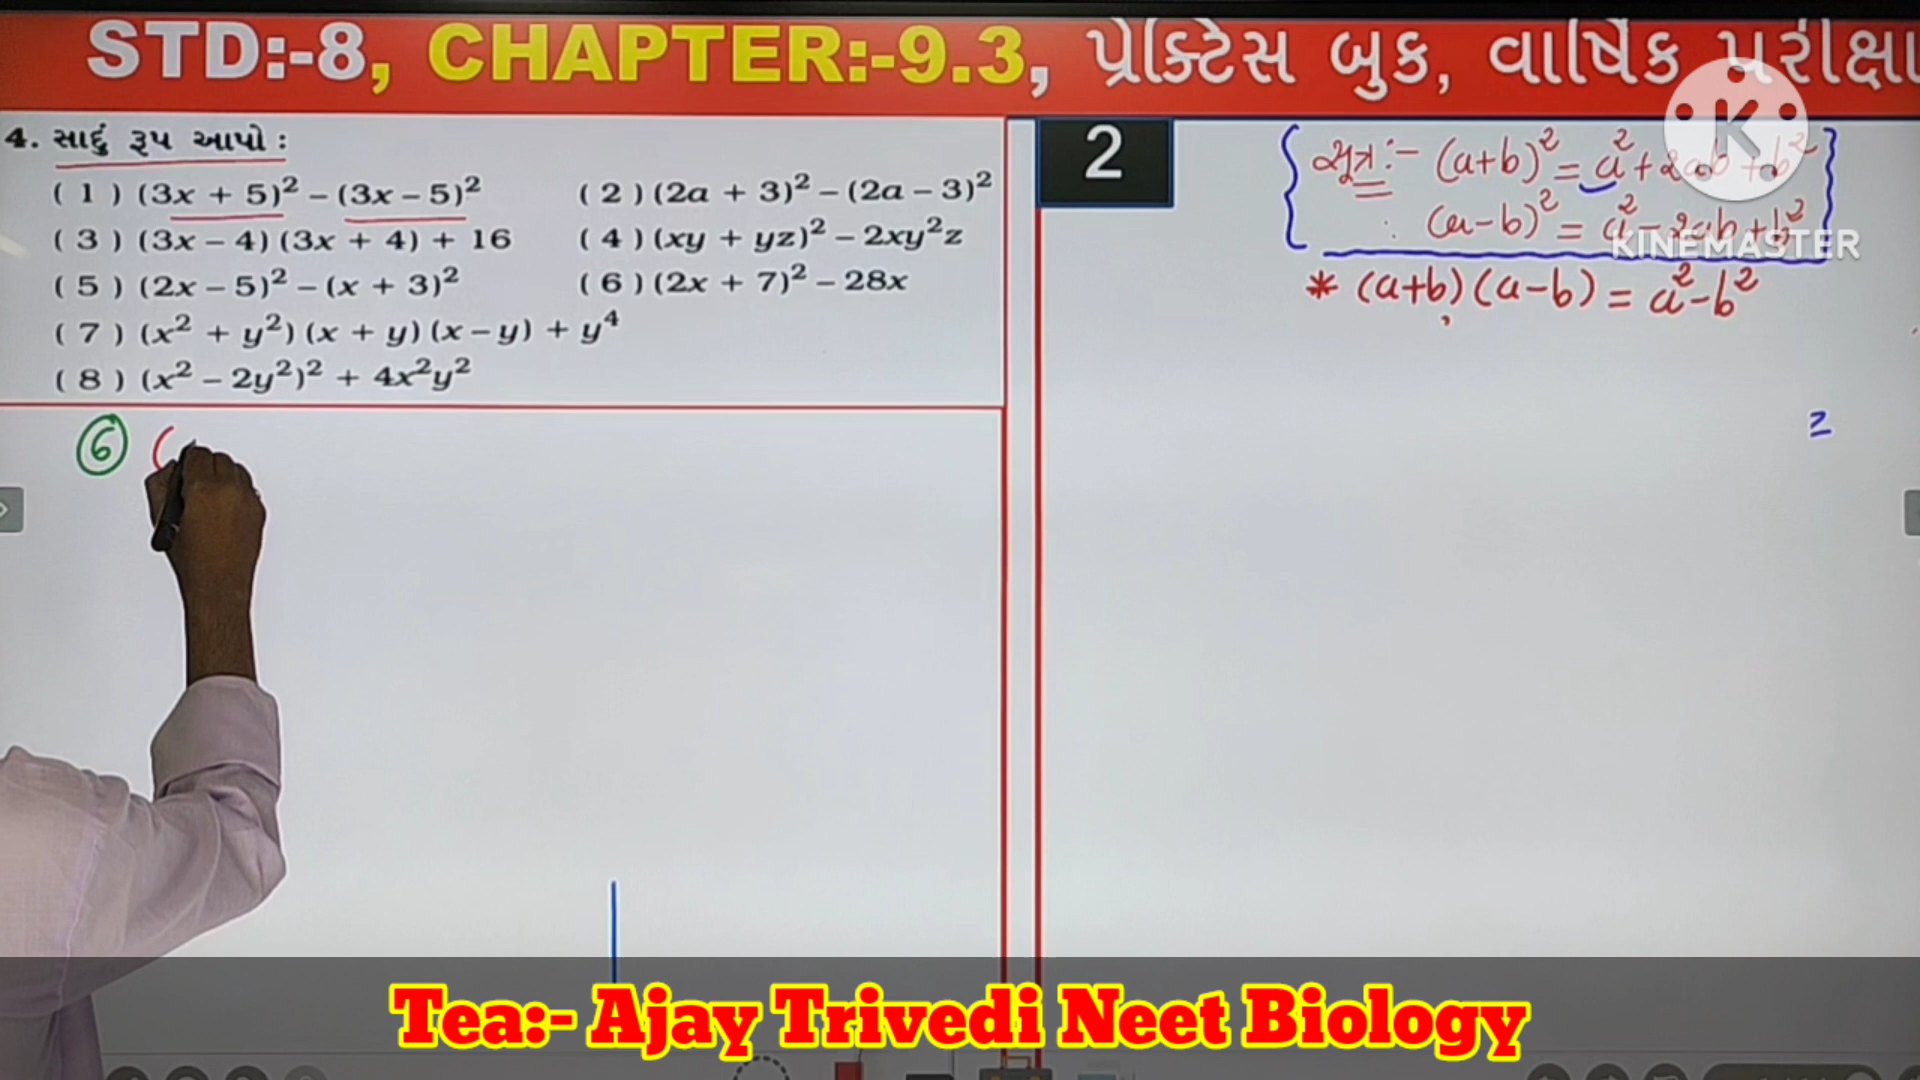 STD:-8, CHAPTER:-9.3, પ્રેક્ટિસ બુક, વાર્ષિક પરીક્ષા
4. સાદું રૂપ આપો :
( 1 ) (3x + 5)² – (3x – 5)²
( 2 ) (2a + 3)² – (2a – 3)²
( 3 ) (3x – 4) (3x + 4) + 16
( 4 ) (xy + yz)² – 2xy²z
( 5 ) (2x – 5)² – (x + 3)²
( 6 ) (2x + 7)² – 28x
( 7 ) (x² + y²) (x + y) (x – y) + y⁴
( 8 ) (x² – 2y²)² + 4x²y²
6 (
2
સૂત્ર :- (a+b)² = a² + 2ab + b²
(a-b)² = a² - 2ab + b²
* (a+b) (a-b) = a² - b²
K
KINEMASTER
Tea:- Ajay Trivedi Neet Biology